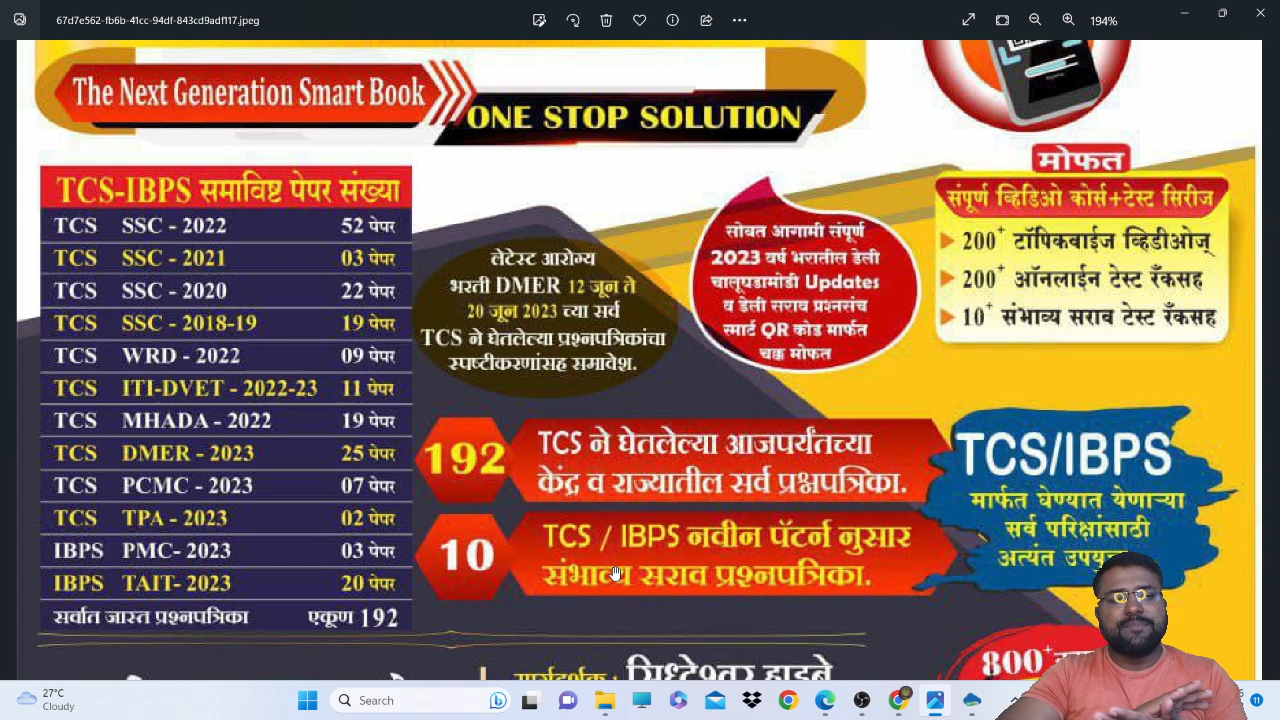 67d7e562-fb6b-41cc-94df-843cd9adf117.jpeg
194%
The Next Generation Smart Book
ONE STOP SOLUTION
TCS-IBPS समाविष्ट पेपर संख्या
TCS SSC - 2022 52 पेपर
TCS SSC - 2021 03 पेपर
TCS SSC - 2020 22 पेपर
TCS SSC - 2018-19 19 पेपर
TCS WRD - 2022 09 पेपर
TCS ITI-DVET - 2022-23 11 पेपर
TCS MHADA - 2022 19 पेपर
TCS DMER - 2023 25 पेपर
TCS PCMC - 2023 07 पेपर
TCS TPA - 2023 02 पेपर
IBPS PMC- 2023 03 पेपर
IBPS TAIT- 2023 20 पेपर
सर्वात जास्त प्रश्नपत्रिका एकूण 192
लेटेस्ट आरोग्य
भरती DMER 12 जून ते
20 जून 2023 च्या सर्व
TCS ने घेतलेल्या प्रश्नपत्रिकांचा
स्पष्टीकरणांसह समावेश.
सोबत आगामी संपूर्ण
2023 वर्ष भरातील डेली
चालूघडामोडी Updates
व डेली सराव प्रश्नसंच
स्मार्ट QR कोड मार्फत
चक्क मोफत
मोफत
संपूर्ण व्हिडिओ कोर्स+टेस्ट सिरीज
200+ टॉपिकवाईज व्हिडीओज्
200+ ऑनलाईन टेस्ट रँकसह
10+ संभाव्य सराव टेस्ट रँकसह
192 TCS ने घेतलेल्या आजपर्यंतच्या
केंद्र व राज्यातील सर्व प्रश्नपत्रिका.
10 TCS / IBPS नवीन पॅटर्न नुसार
संभाव्य सराव प्रश्नपत्रिका.
TCS/IBPS
मार्फत घेण्यात येणाऱ्या
सर्व परिक्षांसाठी
अत्यंत
मार्गदर्शक : सिध्देश्वर हाडबे
800+
27°C
Cloudy
Search